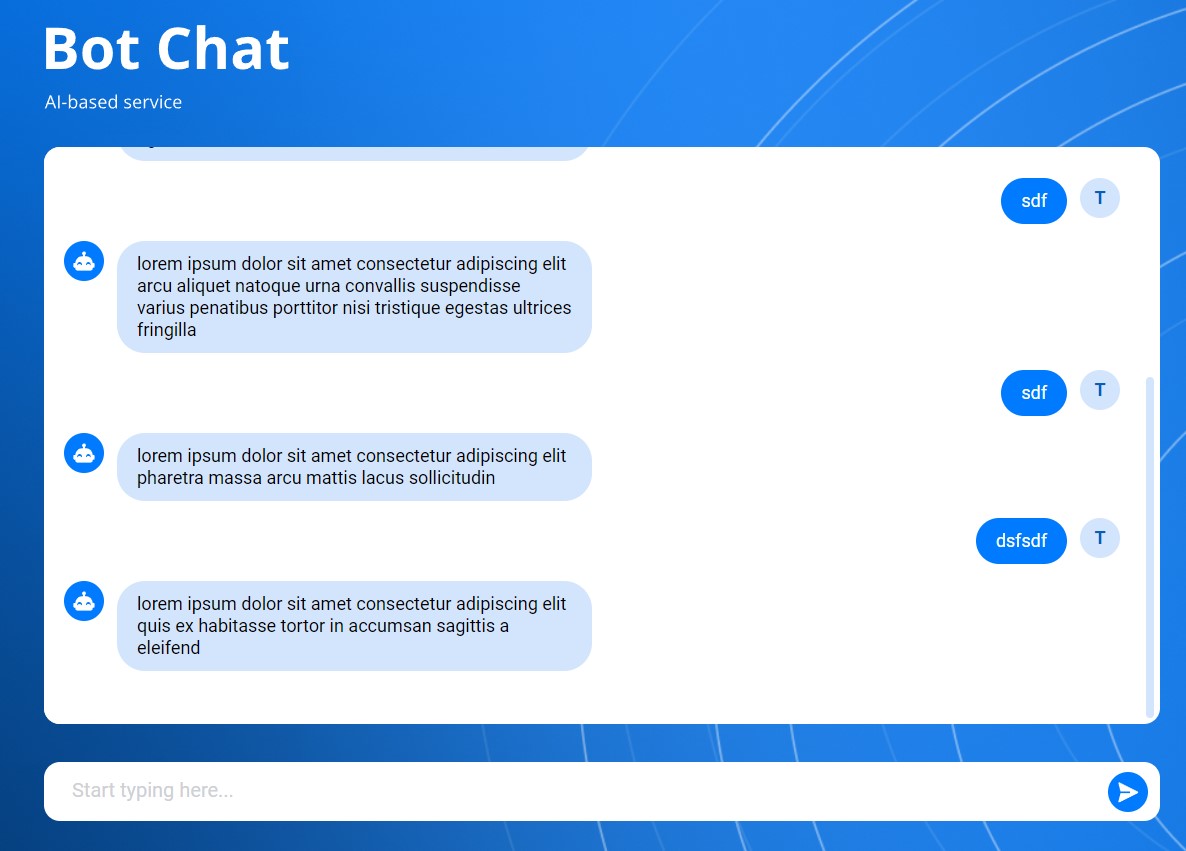 Bot Chat
AI-based service
sdf
T
lorem ipsum dolor sit amet consectetur adipiscing elit
arcu aliquet natoque urna convallis suspendisse
varius penatibus porttitor nisi tristique egestas ultrices
fringilla
sdf
T
lorem ipsum dolor sit amet consectetur adipiscing elit
pharetra massa arcu mattis lacus sollicitudin
dsfsdf
T
lorem ipsum dolor sit amet consectetur adipiscing elit
quis ex habitasse tortor in accumsan sagittis a
eleifend
Start typing here...